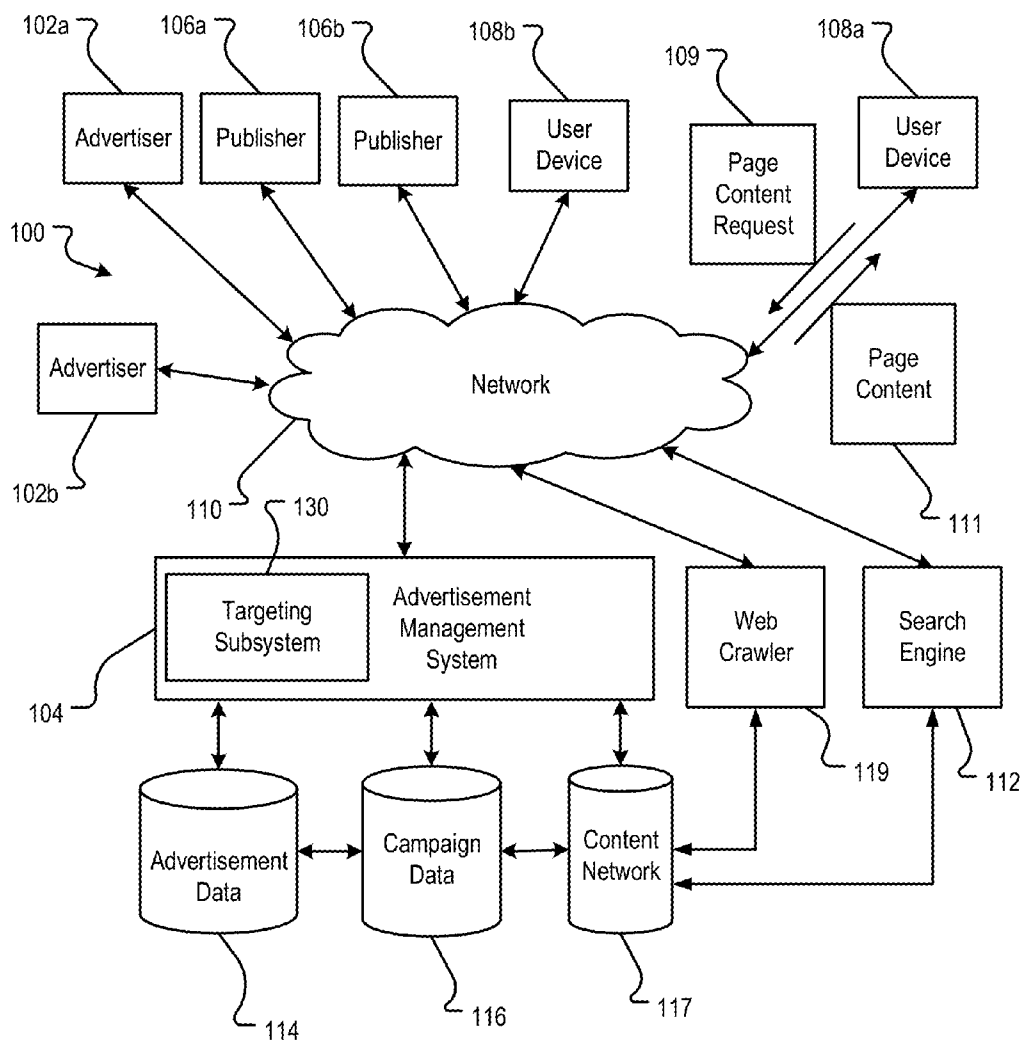 102a
106a
106b
108b
109
108a
Advertiser
Publisher
Publisher
User
Device
Page
Content
Request
User
Device
100
Advertiser
Network
Page
Content
102b
110
130
111
Targeting
Subsystem
Advertisement
Management
System
Web
Crawler
Search
Engine
104
119
112
Advertisement
Data
Campaign
Data
Content
Network
114
116
117